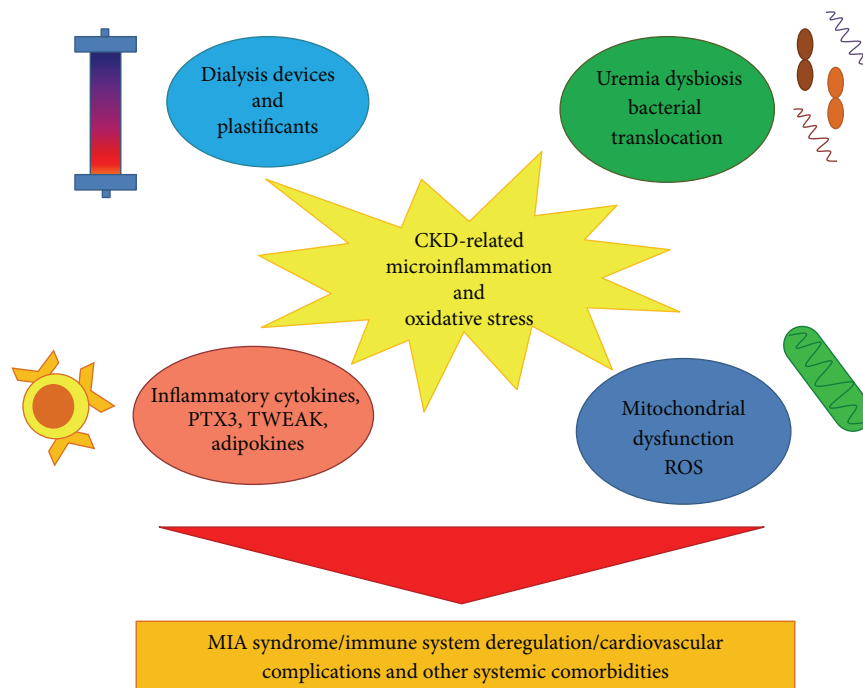 Dialysis devices
and
plastificants
Uremia dysbiosis
bacterial
translocation
CKD-related
microinflammation
and
oxidative stress
Inflammatory cytokines,
PTX3, TWEAK,
adipokines
Mitochondrial
dysfunction
ROS
MIA syndrome/immune system deregulation/cardiovascular
complications and other systemic comorbidities